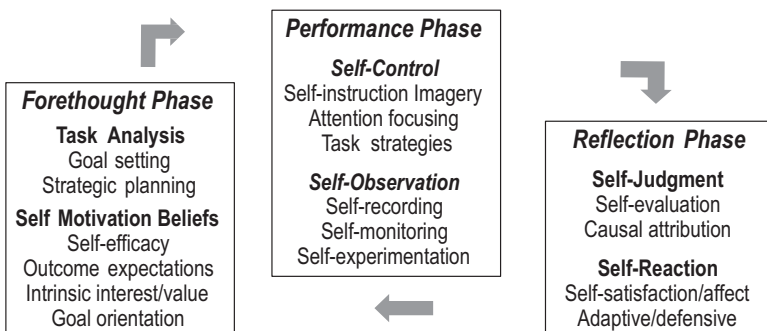 Forethought Phase
Task Analysis
Goal setting
Strategic planning
Self Motivation Beliefs
Self-efficacy
Outcome expectations
Intrinsic interest/value
Goal orientation
Performance Phase
Self-Control
Self-instruction Imagery
Attention focusing
Task strategies
Self-Observation
Self-recording
Self-monitoring
Self-experimentation
Reflection Phase
Self-Judgment
Self-evaluation
Causal attribution
Self-Reaction
Self-satisfaction/affect
Adaptive/defensive